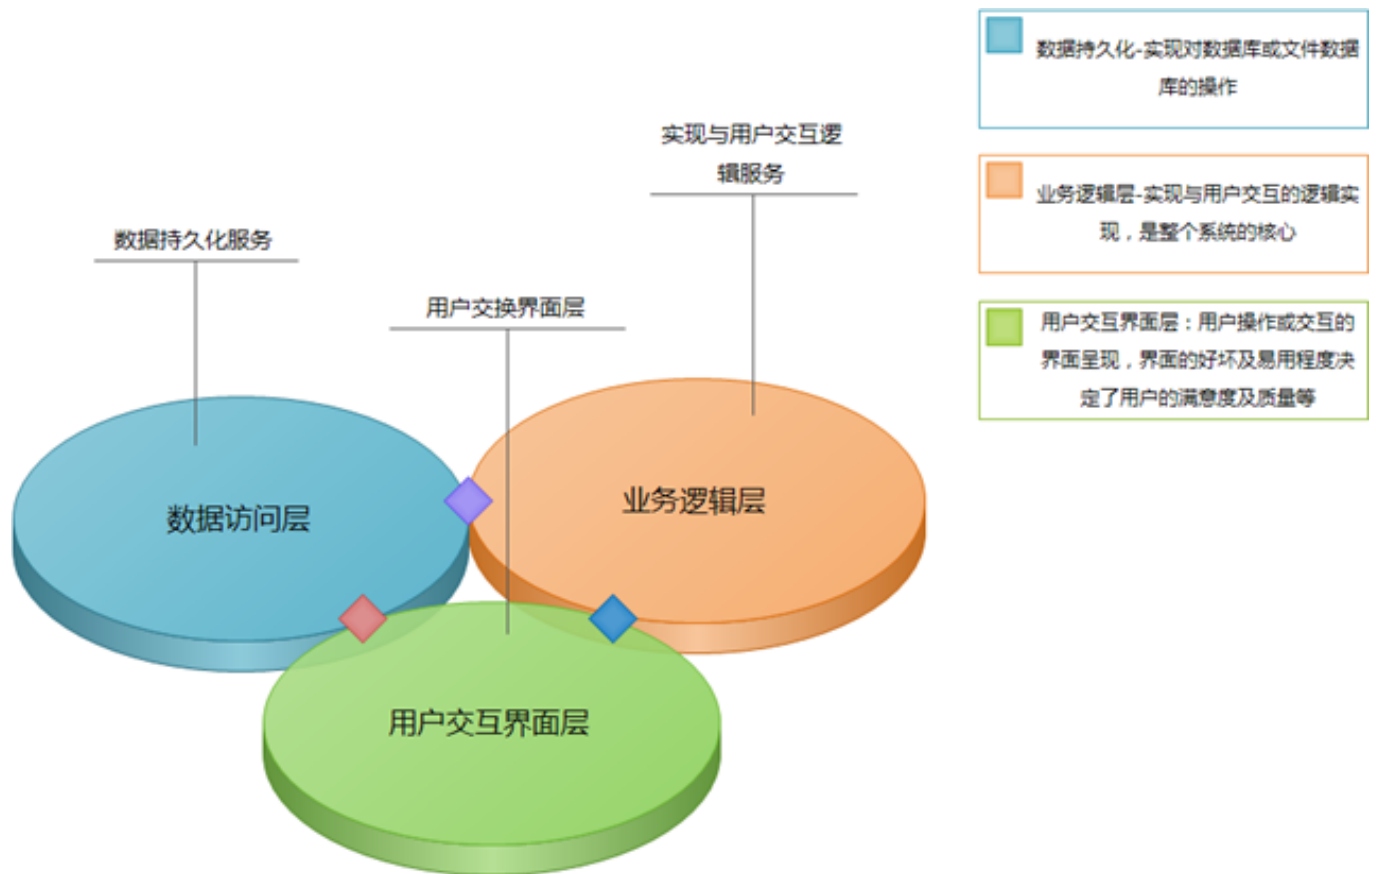 数据持久化-实现对数据库或文件数据
库的操作
实现与用户交互逻
辑服务
业务逻辑层-实现与用户交互的逻辑实
现，是整个系统的核心
数据持久化服务
用户交换界面层
用户交互界面层：用户操作或交互的
界面呈现，界面的好坏及易用程度决
定了用户的满意度及质量等
数据访问层
业务逻辑层
用户交互界面层